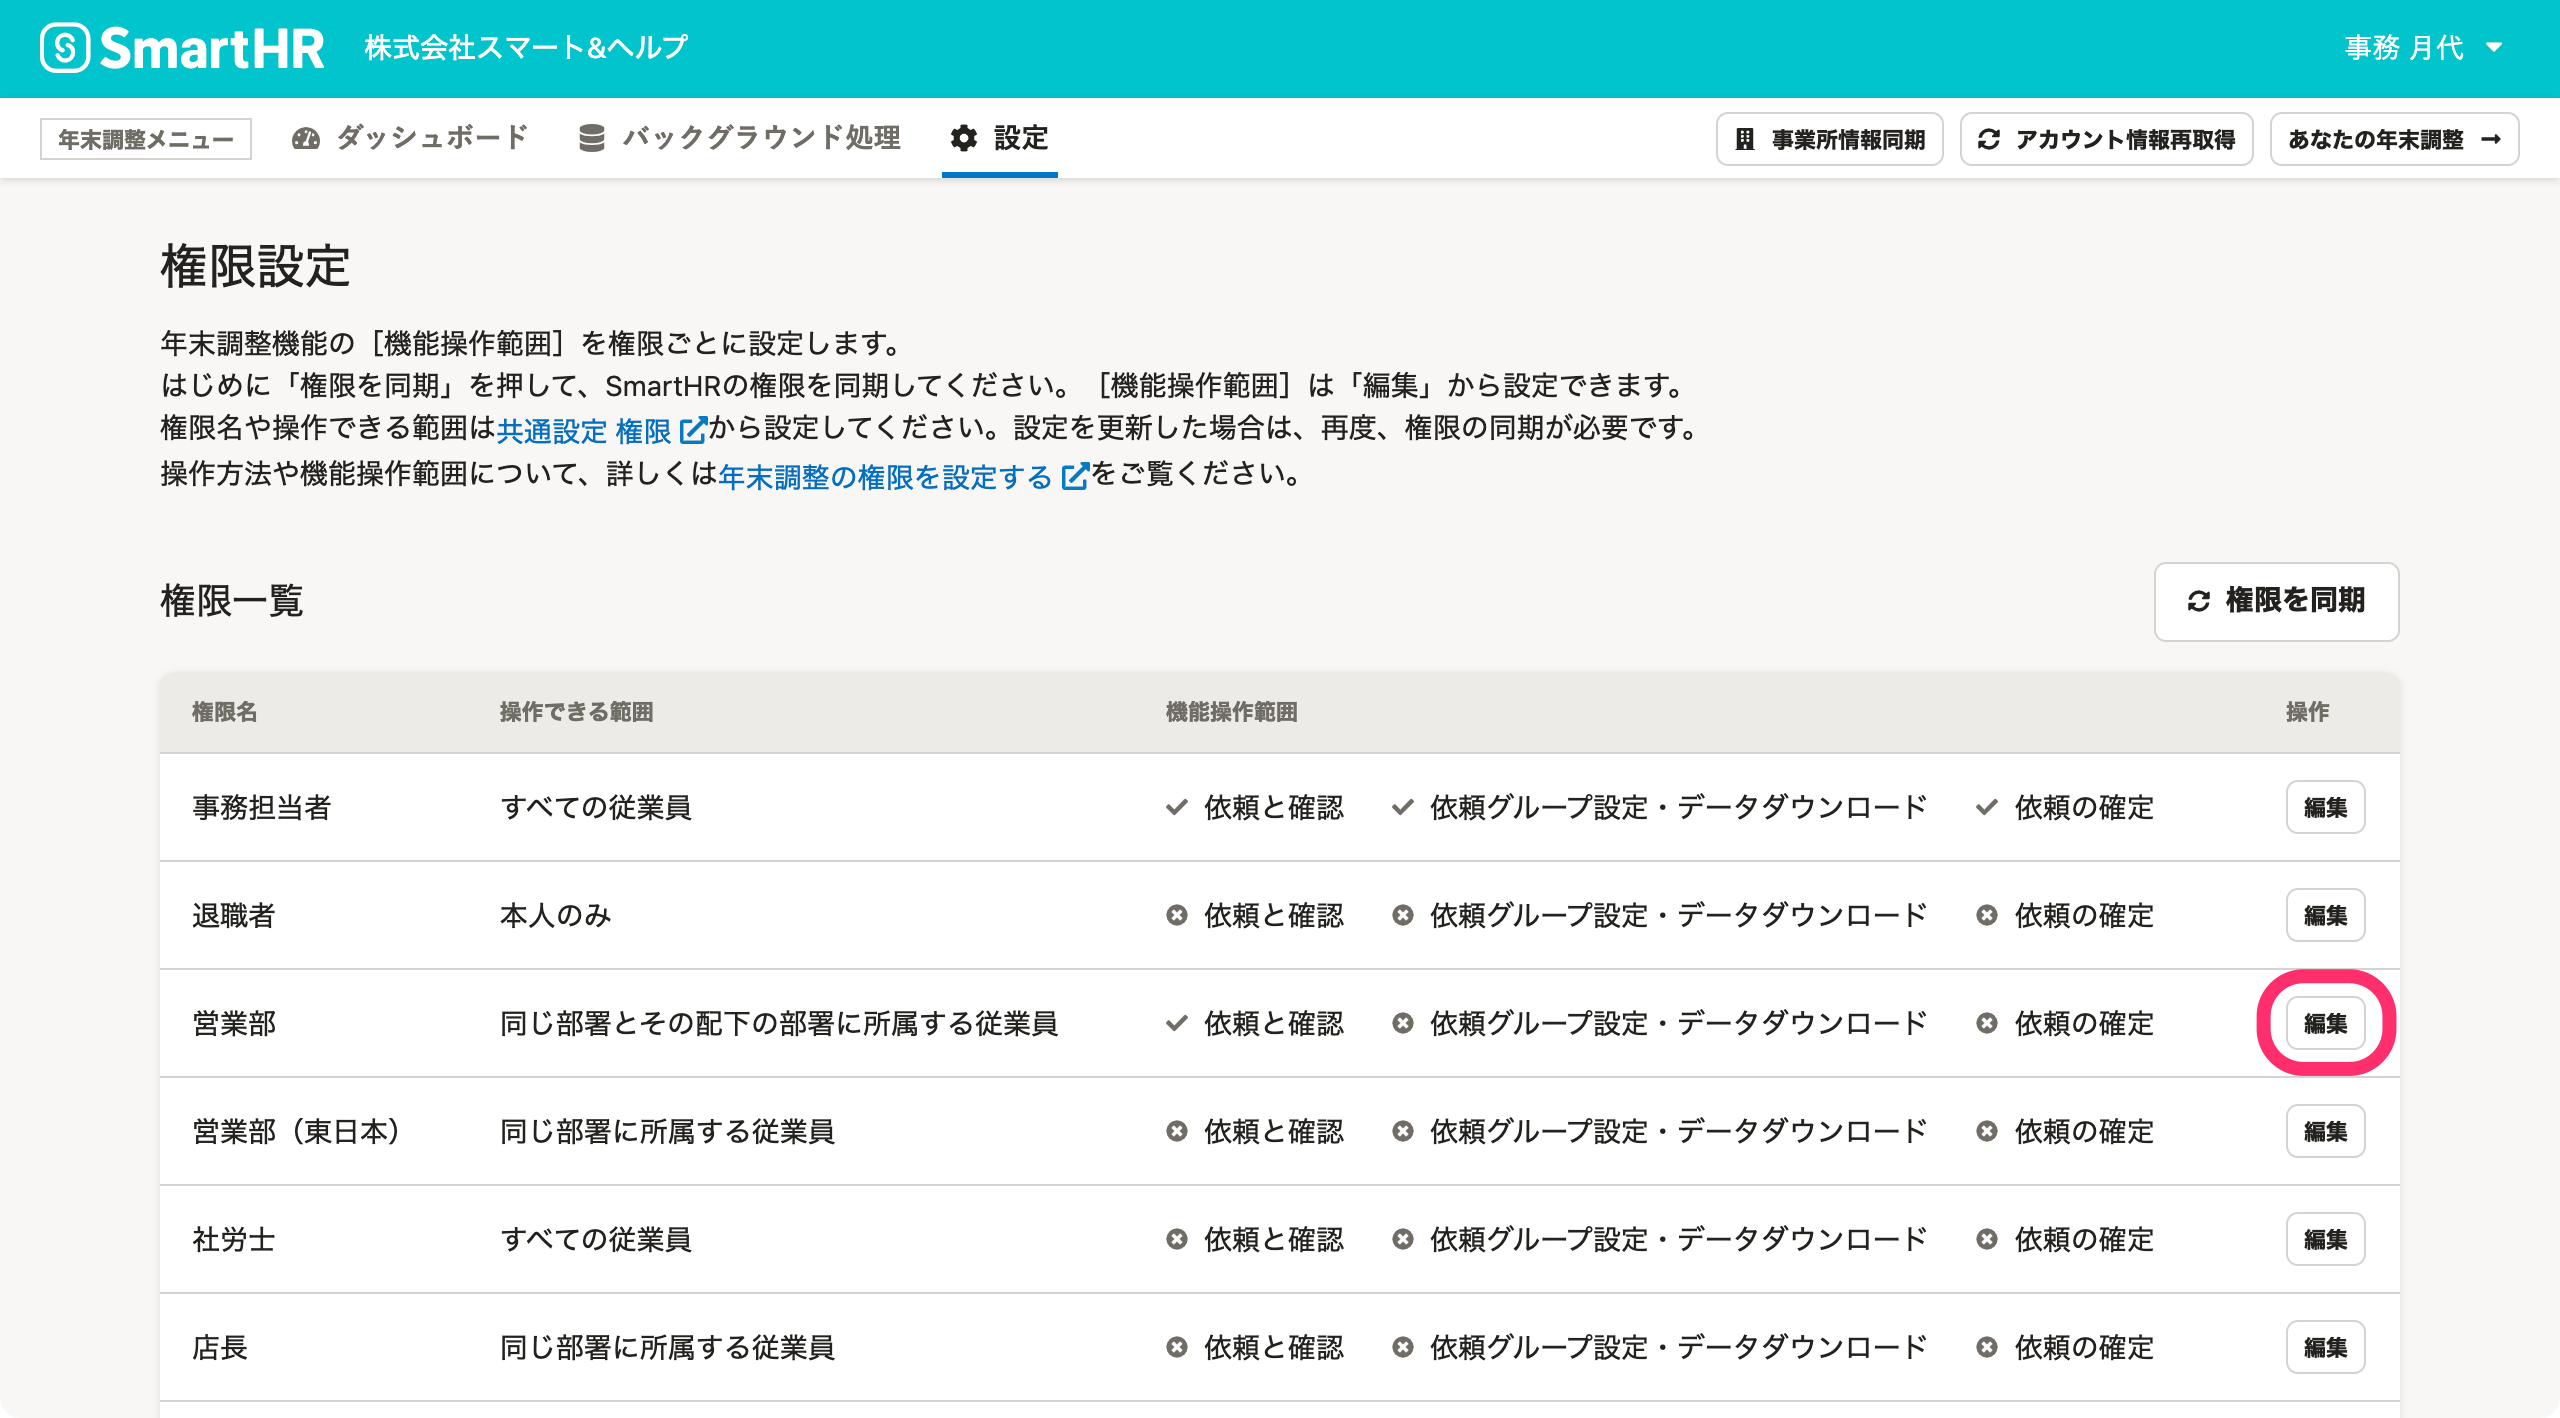 SmartHR 株式会社スマート&ヘルプ 事務 月代
年末調整メニュー ダッシュボード バックグラウンド処理 設定 事業所情報同期 アカウント情報再取得 あなたの年末調整 →
権限設定
年末調整機能の［機能操作範囲］を権限ごとに設定します。
はじめに「権限を同期」を押して、SmartHRの権限を同期してください。［機能操作範囲］は「編集」から設定できます。
権限名や操作できる範囲は共通設定 権限から設定してください。設定を更新した場合は、再度、権限の同期が必要です。
操作方法や機能操作範囲について、詳しくは年末調整の権限を設定するをご覧ください。
権限一覧 権限を同期
権限名 操作できる範囲 機能操作範囲 操作
事務担当者 すべての従業員 依頼と確認 依頼グループ設定・データダウンロード 依頼の確定 編集
退職者 本人のみ 依頼と確認 依頼グループ設定・データダウンロード 依頼の確定 編集
営業部 同じ部署とその配下の部署に所属する従業員 依頼と確認 依頼グループ設定・データダウンロード 依頼の確定 編集
営業部（東日本） 同じ部署に所属する従業員 依頼と確認 依頼グループ設定・データダウンロード 依頼の確定 編集
社労士 すべての従業員 依頼と確認 依頼グループ設定・データダウンロード 依頼の確定 編集
店長 同じ部署に所属する従業員 依頼と確認 依頼グループ設定・データダウンロード 依頼の確定 編集